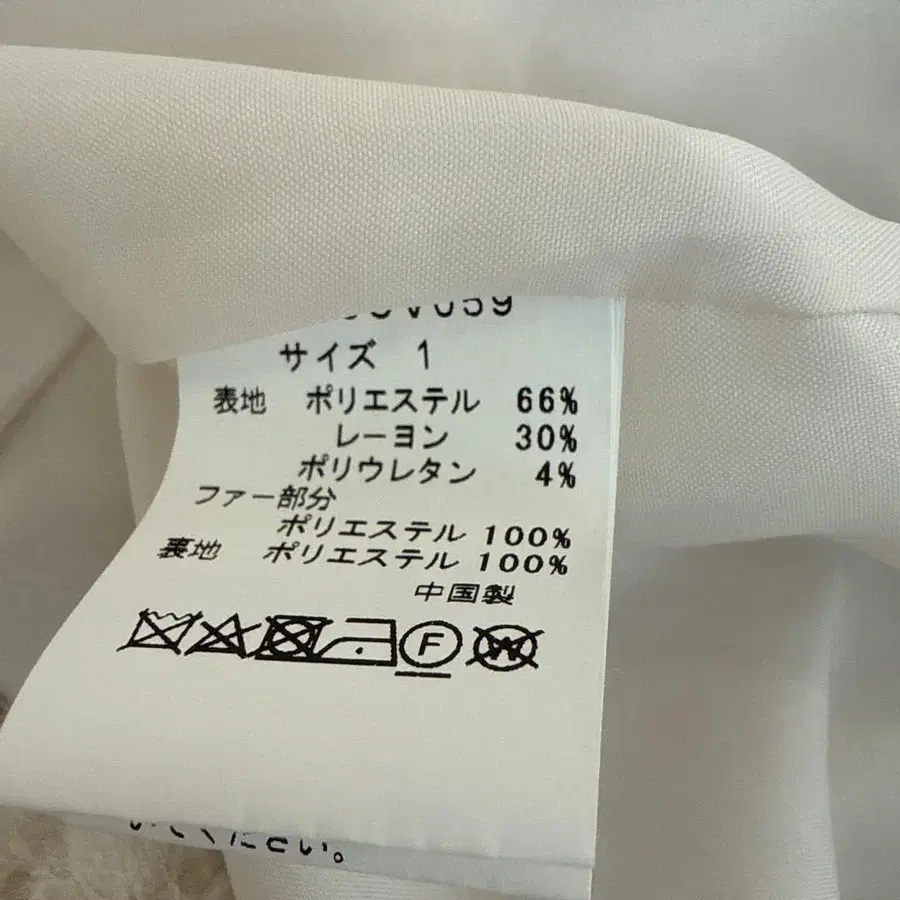 サイズ 1
表地 ポリエステル 66%
レーヨン 30%
ポリウレタン 4%
ファー部分
ポリエステル 100%
裏地 ポリエステル 100%
中国製
F W